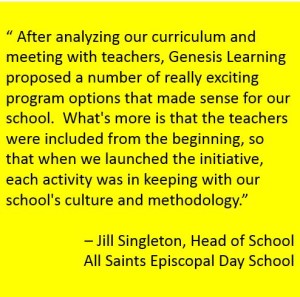 “ After analyzing our curriculum and
meeting with teachers, Genesis Learning
proposed a number of really exciting
program options that made sense for our
school.  What's more is that the teachers
were included from the beginning, so
that when we launched the initiative,
each activity was in keeping with our
school's culture and methodology.”
– Jill Singleton, Head of School
All Saints Episcopal Day School